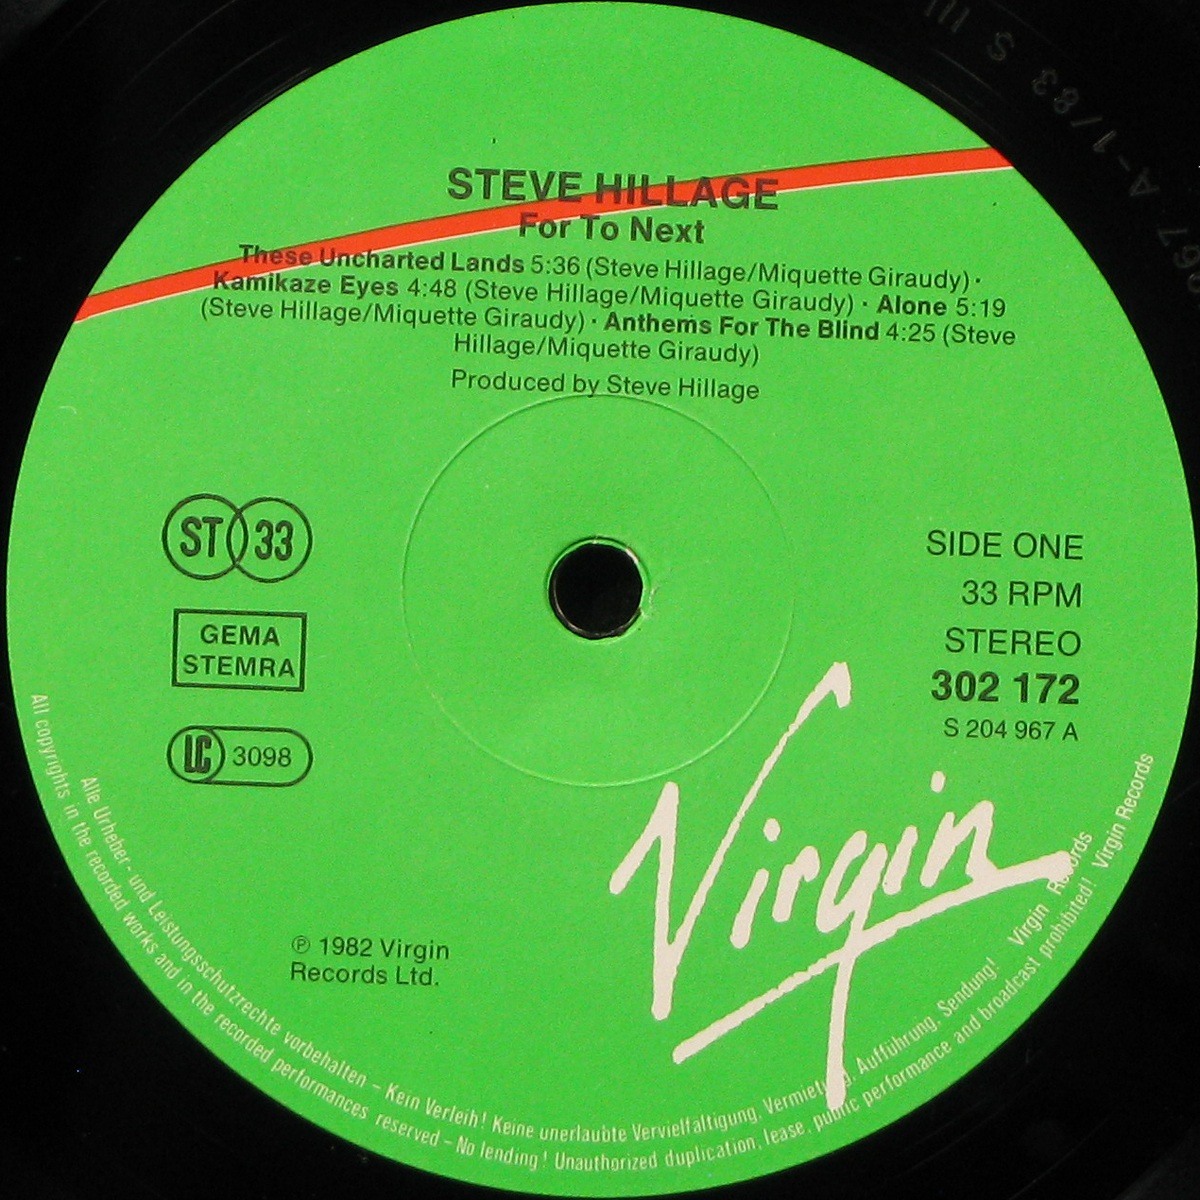 STEVE HILLAGE
For To Next
These Uncharted Lands 5:36 (Steve Hillage/Miquette Giraudy) ·
Kamikaze Eyes 4:48 (Steve Hillage/Miquette Giraudy) · Alone 5:19
(Steve Hillage/Miquette Giraudy) · Anthems For The Blind 4:25 (Steve
Hillage/Miquette Giraudy)
Produced by Steve Hillage
ST 33
GEMA
STEMRA
LC 3098
SIDE ONE
33 RPM
STEREO
302 172
S 204 967 A
Virgin
℗ 1982 Virgin
Records Ltd.
Alle Urheber- und Leistungsschutzrechte vorbehalten – Kein Verleih! Keine unerlaubte Vervielfältigung, Vermietung, Aufführung, Sendung! Virgin Records
All copyrights in the recorded works and in the recorded performances reserved – No lending! Unauthorized duplication, lease, public performance and broadcast prohibited! Virgin Records
967 A-1/83 S